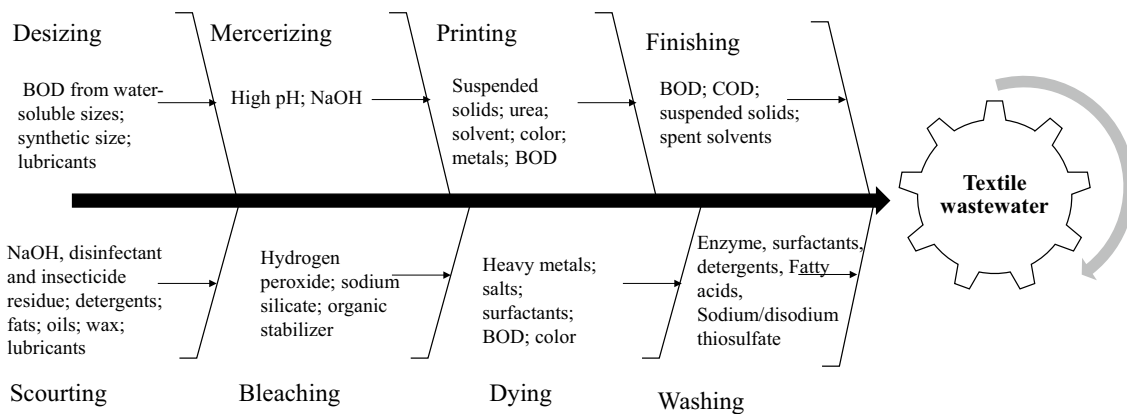 Desizing
Mercerizing
Printing
Finishing
BOD from water-
soluble sizes;
synthetic size;
lubricants
High pH; NaOH
Suspended
solids; urea;
solvent; color;
metals; BOD
BOD; COD;
suspended solids;
spent solvents
Textile
wastewater
NaOH, disinfectant
and insecticide
residue; detergents;
fats; oils; wax;
lubricants
Hydrogen
peroxide; sodium
silicate; organic
stabilizer
Heavy metals;
salts;
surfactants;
BOD; color
Enzyme, surfactants,
detergents, Fatty
acids,
Sodium/disodium
thiosulfate
Scourting
Bleaching
Dying
Washing